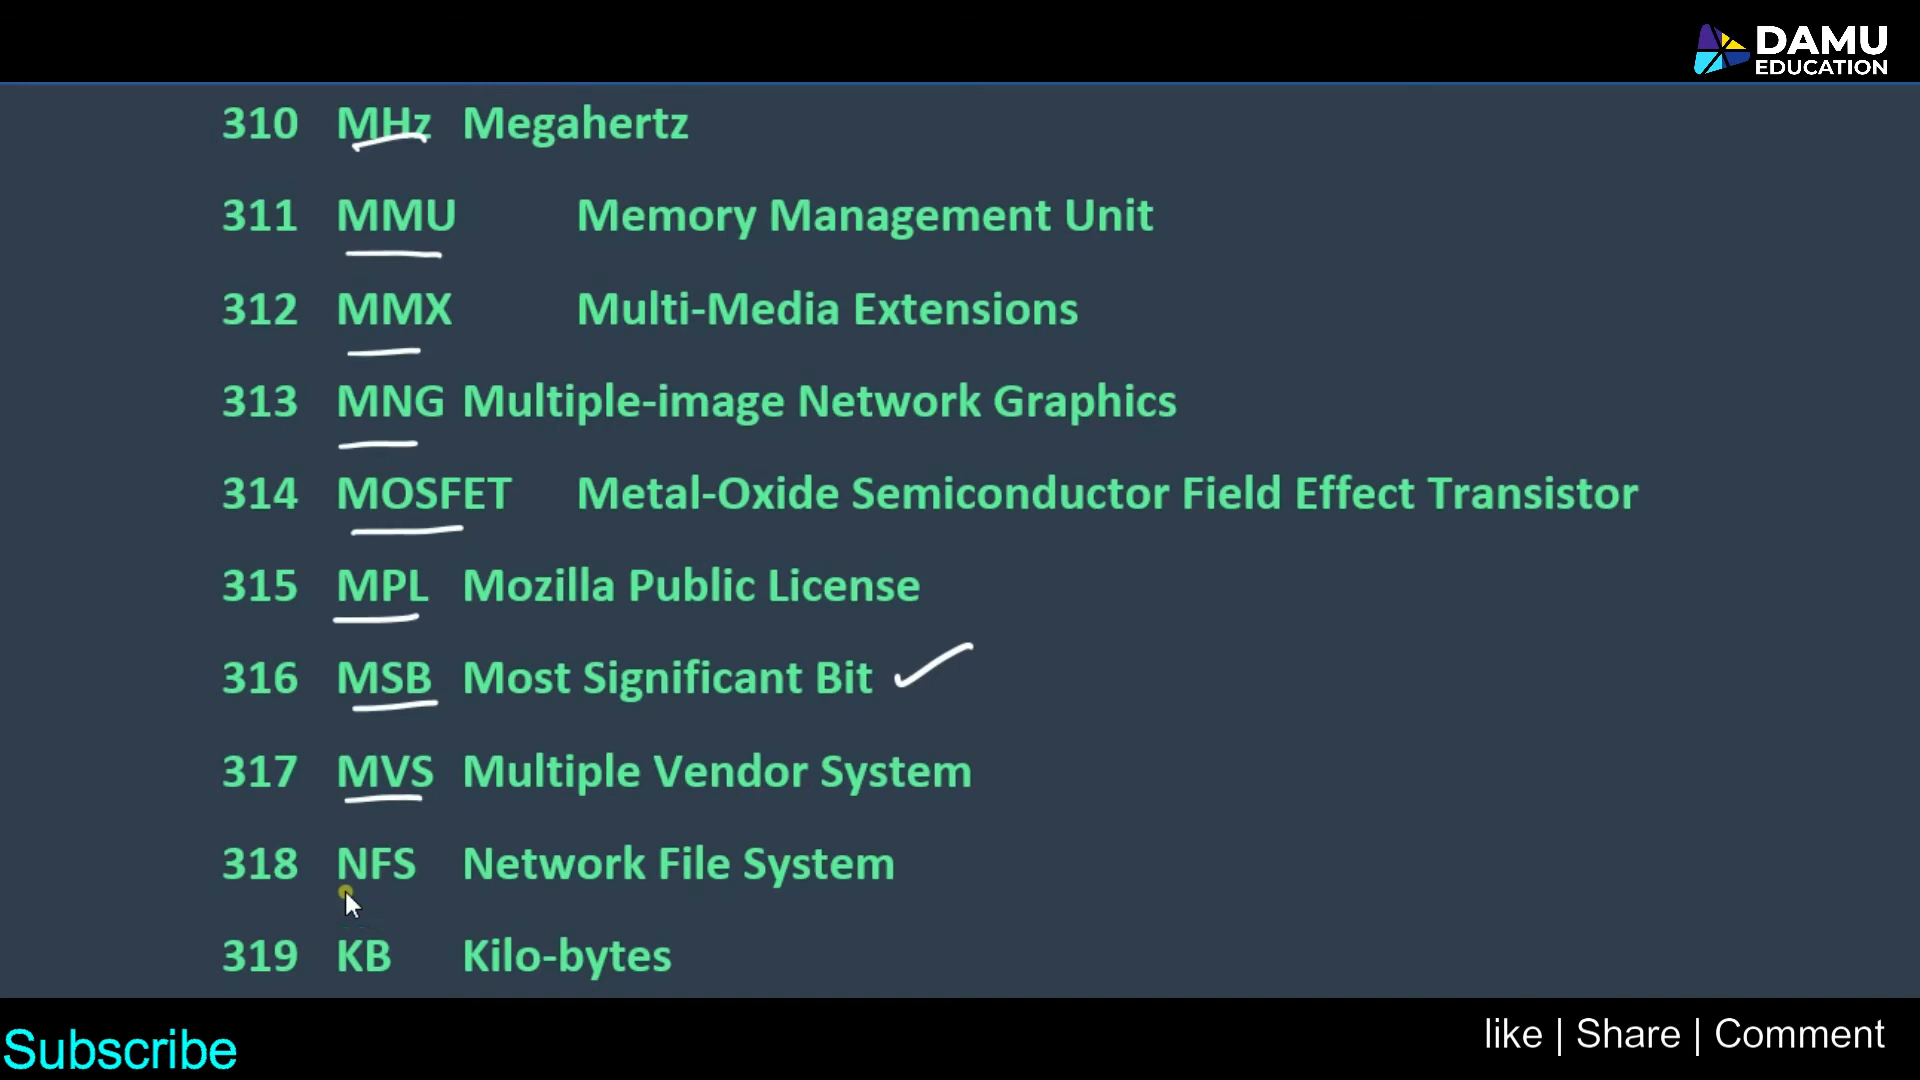 DAMU
EDUCATION
310 MHz Megahertz
311 MMU Memory Management Unit
312 MMX Multi-Media Extensions
313 MNG Multiple-image Network Graphics
314 MOSFET Metal-Oxide Semiconductor Field Effect Transistor
315 MPL Mozilla Public License
316 MSB Most Significant Bit
317 MVS Multiple Vendor System
318 NFS Network File System
319 KB Kilo-bytes
Subscribe
like | Share | Comment